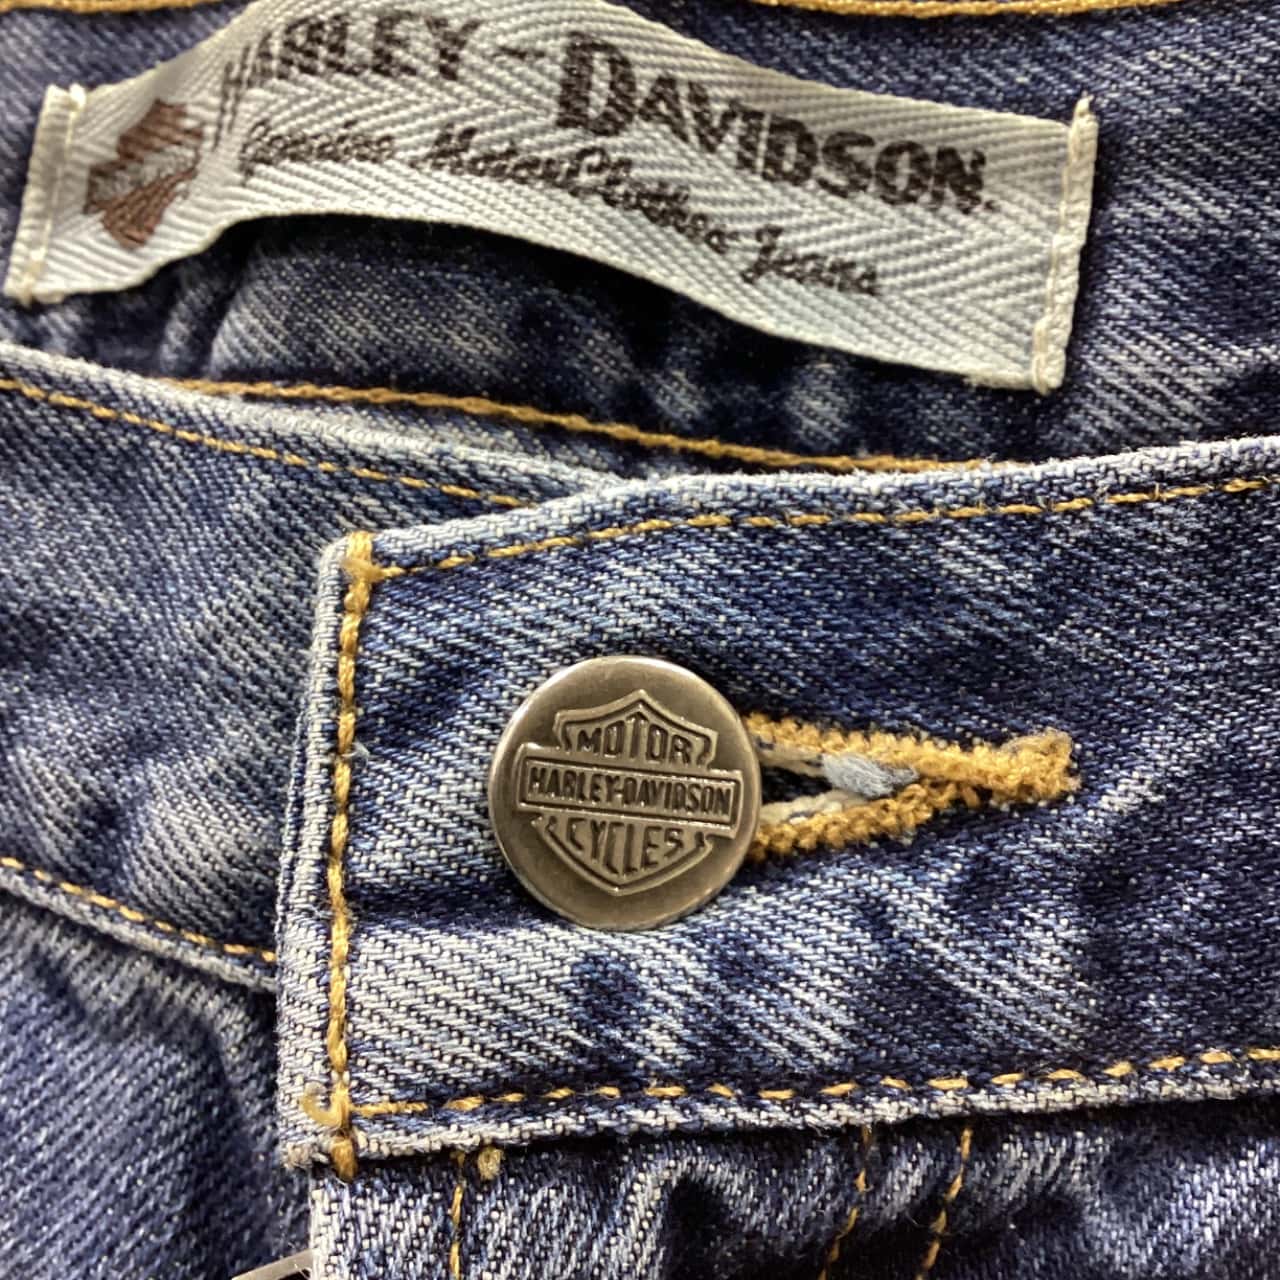 HARLEY-DAVIDSON
Genuine MotorClothes Jeans
MOTOR
HARLEY-DAVIDSON
CYCLES